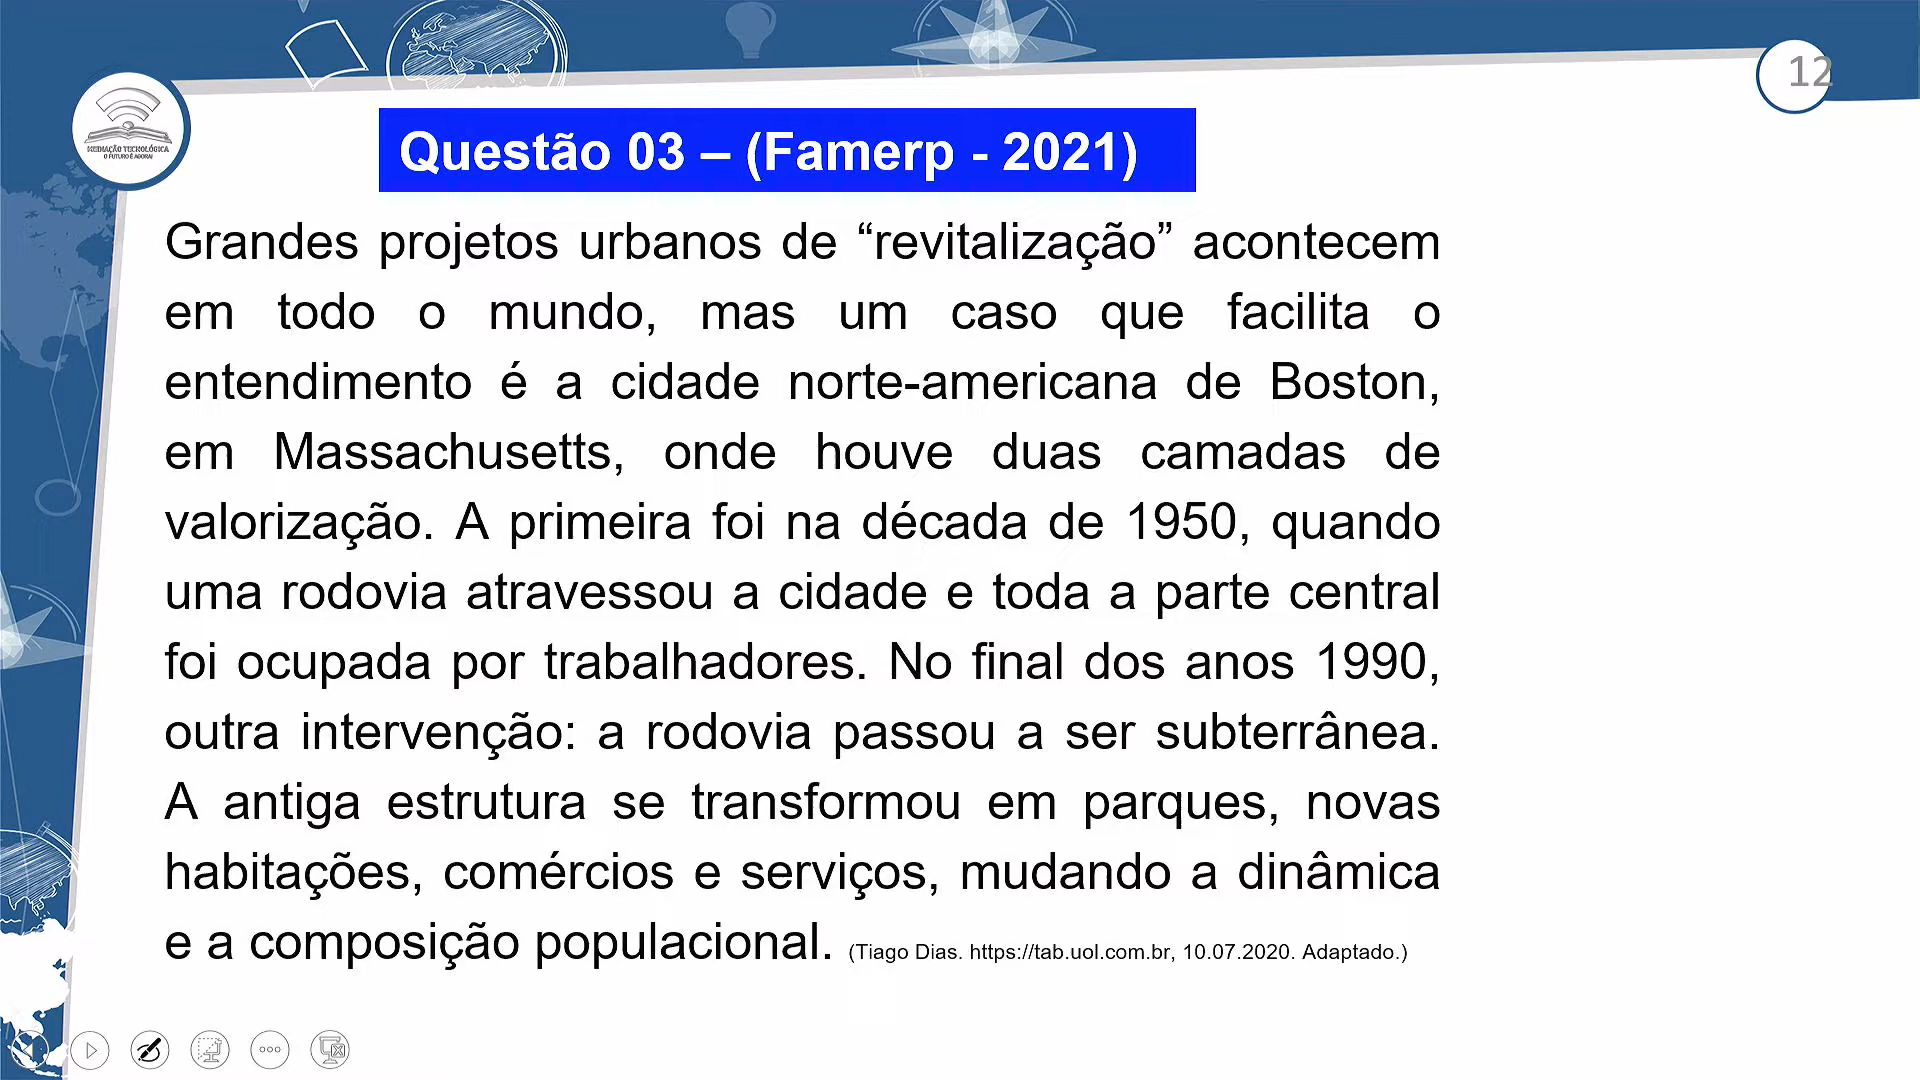 12
MEDIAÇÃO TECNOLÓGICA
O FUTURO É AGORA!
Questão 03 – (Famerp - 2021)
Grandes projetos urbanos de “revitalização” acontecem
em todo o mundo, mas um caso que facilita o
entendimento é a cidade norte-americana de Boston,
em Massachusetts, onde houve duas camadas de
valorização. A primeira foi na década de 1950, quando
uma rodovia atravessou a cidade e toda a parte central
foi ocupada por trabalhadores. No final dos anos 1990,
outra intervenção: a rodovia passou a ser subterrânea.
A antiga estrutura se transformou em parques, novas
habitações, comércios e serviços, mudando a dinâmica
e a composição populacional. (Tiago Dias. https://tab.uol.com.br, 10.07.2020. Adaptado.)